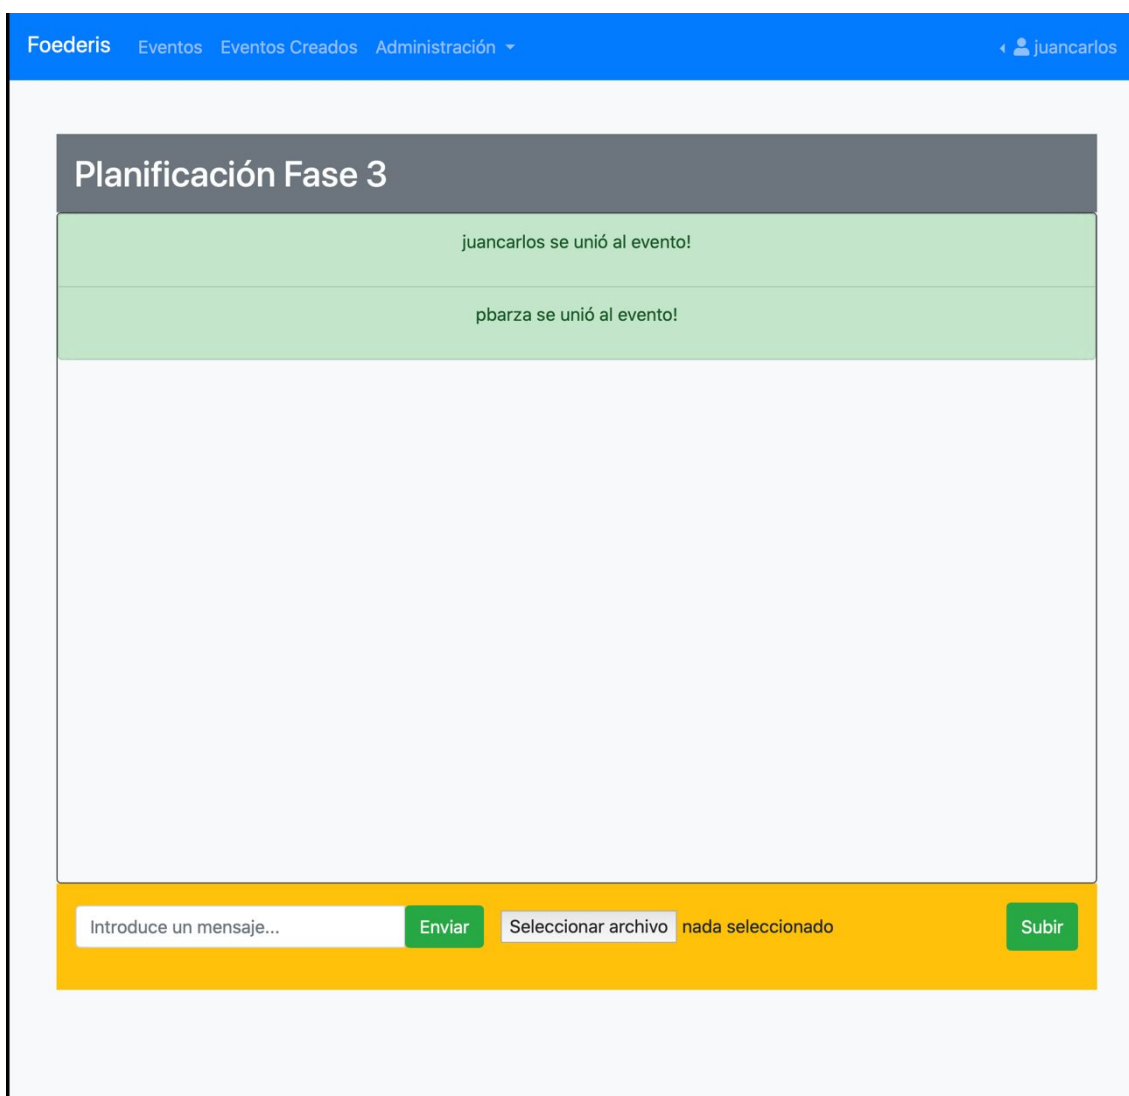 Foederis Eventos Eventos Creados Administración juancarlos
Planificación Fase 3
juancarlos se unió al evento!
pbarza se unió al evento!
Introduce un mensaje... Enviar Seleccionar archivo nada seleccionado Subir